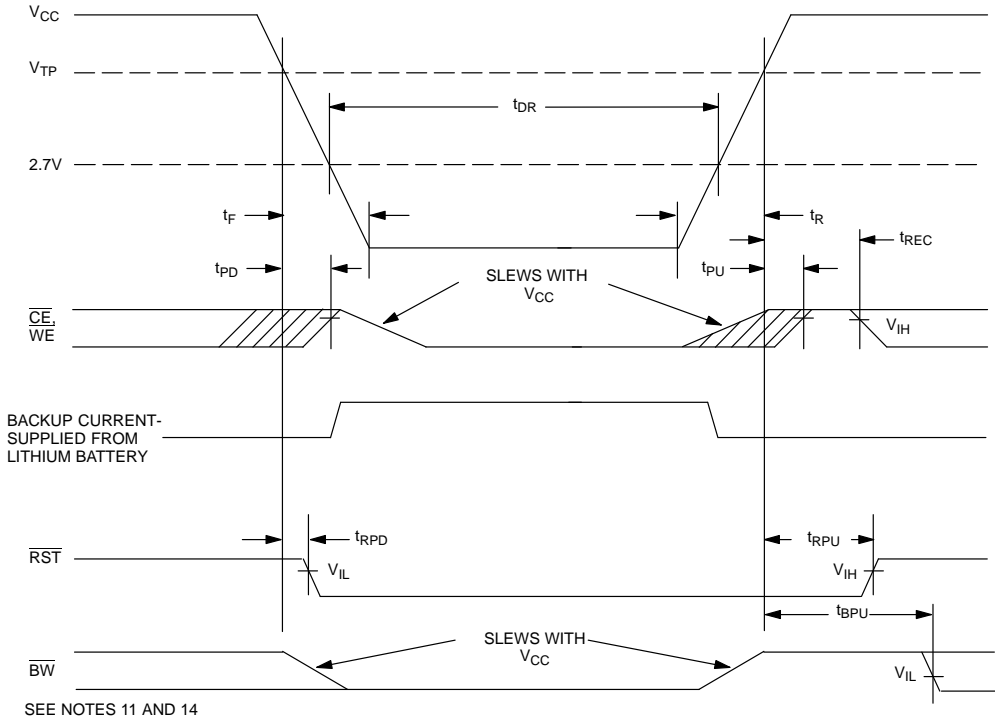 VCC
VTP
tDR
2.7V
tF
tR
tREC
tPD
SLEWS WITH
VCC
tPU
CE,
WE
VIH
BACKUP CURRENT-
SUPPLIED FROM
LITHIUM BATTERY
tRPD
tRPU
RST
VIL
VIH
tBPU
SLEWS WITH
VCC
BW
VIL
SEE NOTES 11 AND 14